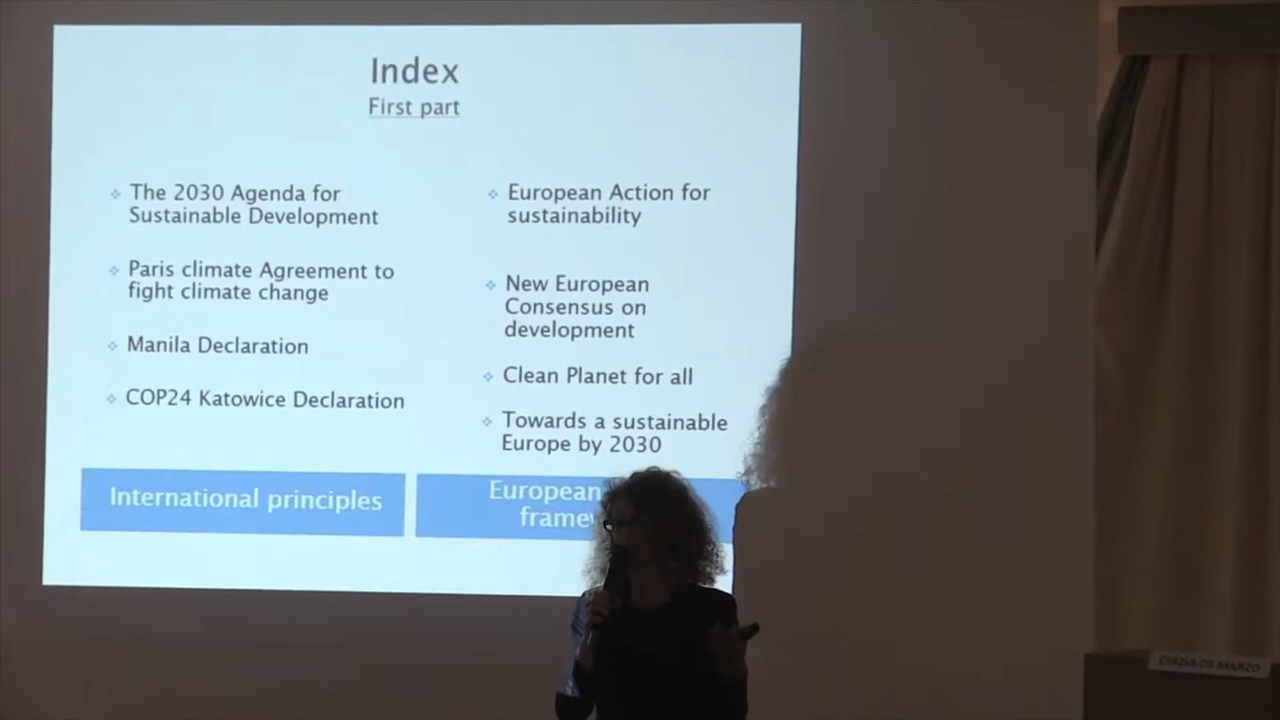 Index
First part
The 2030 Agenda for
Sustainable Development
Paris climate Agreement to
fight climate change
Manila Declaration
COP24 Katowice Declaration
International principles
European Action for
sustainability
New European
Consensus on
development
Clean Planet for all
Towards a sustainable
Europe by 2030
European
CINZIA DE MARZO